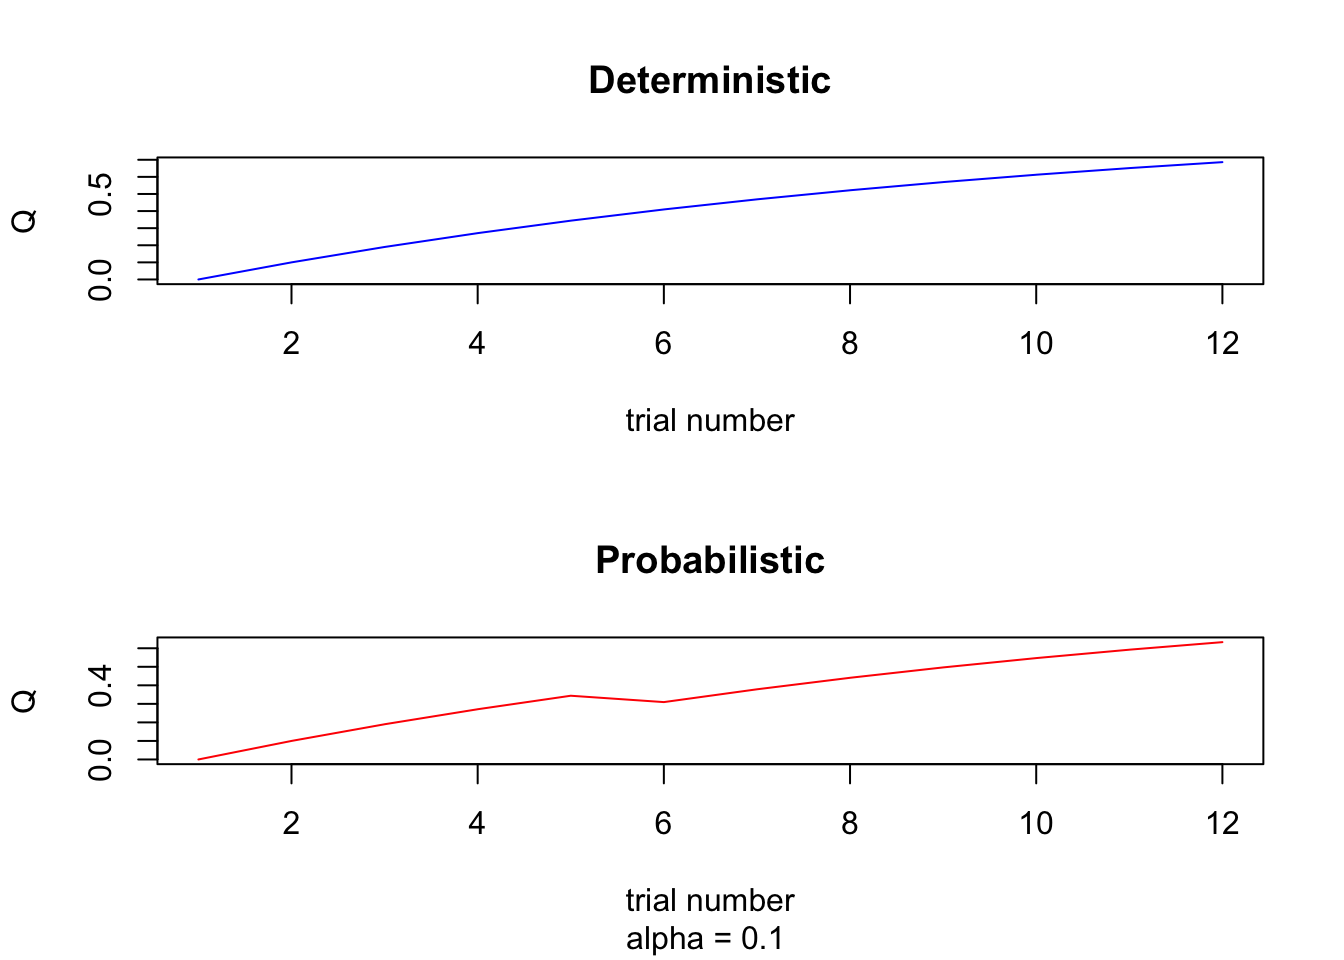 Deterministic
Q
0.5
0.0
2 4 6 8 10 12
trial number
Probabilistic
Q
0.4
0.0
2 4 6 8 10 12
trial number
alpha = 0.1